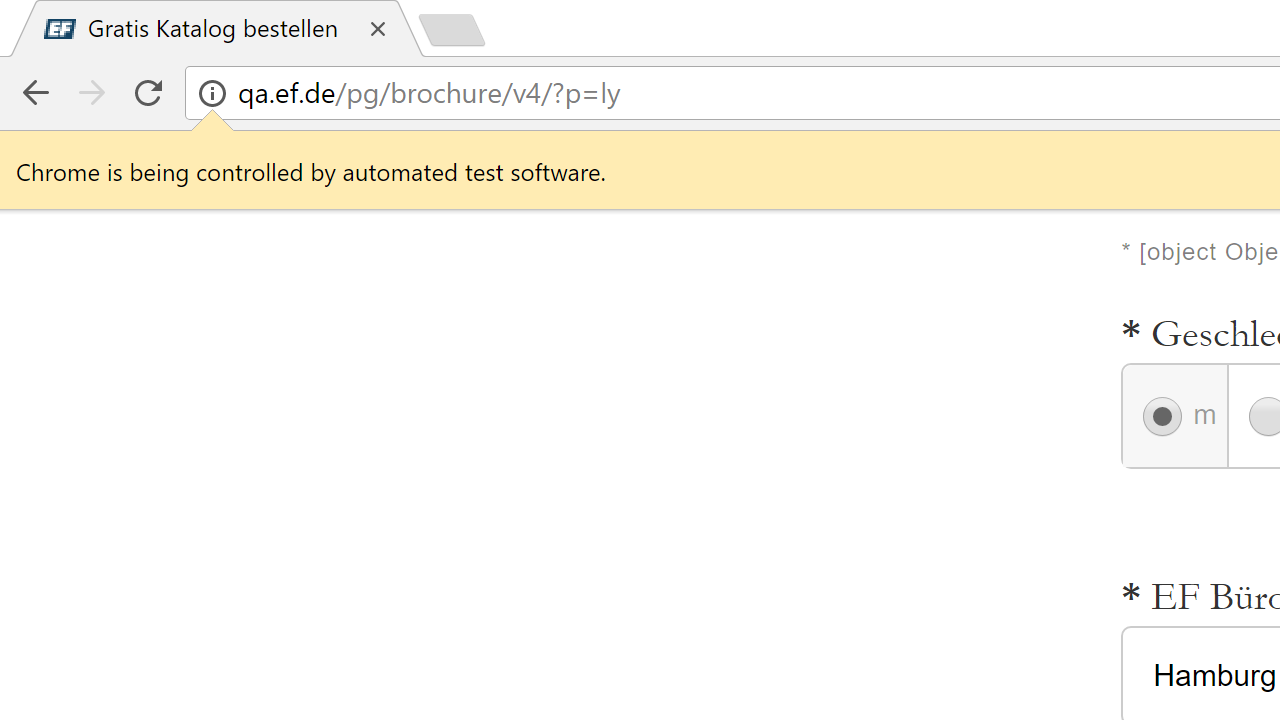 EF Gratis Katalog bestellen
qa.ef.de/pg/brochure/v4/?p=ly
Chrome is being controlled by automated test software.
* [object Obje
* Geschlec
m
* EF Büro
Hamburg